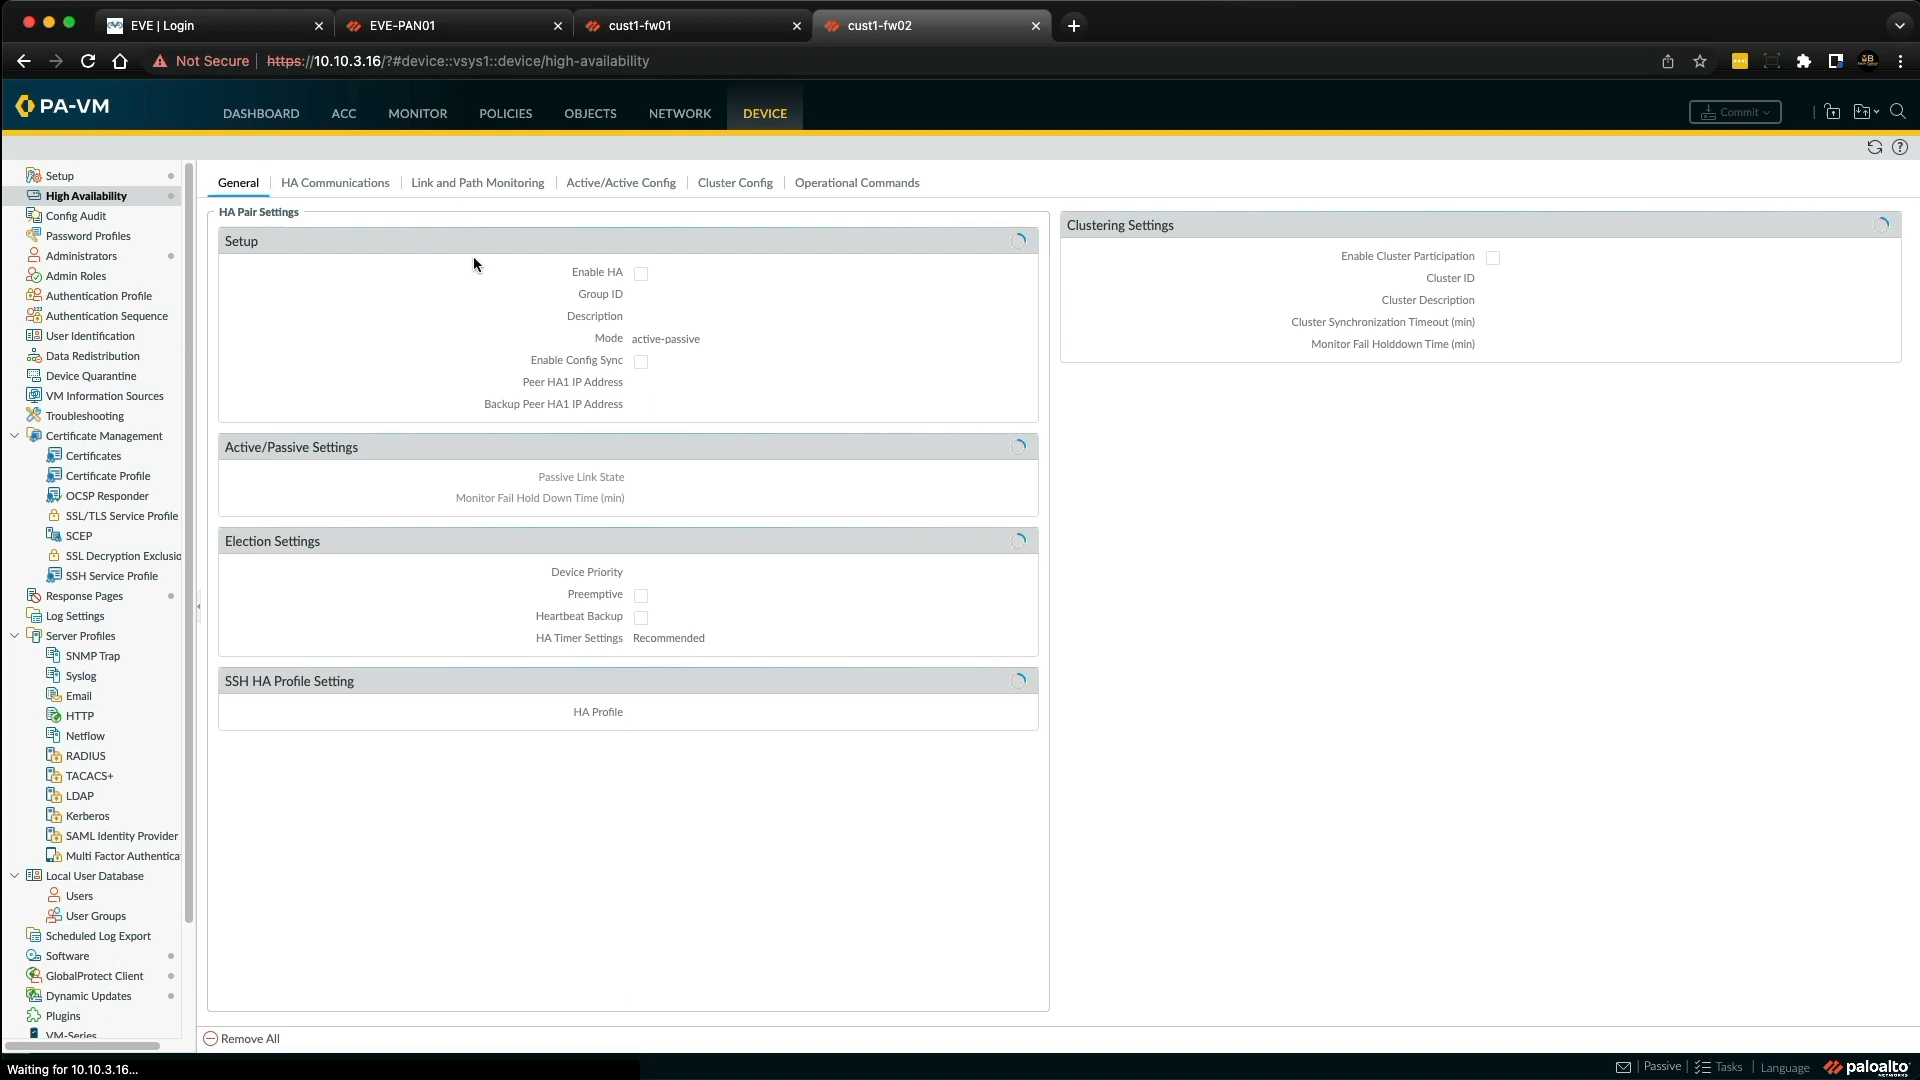 EVE | Login
EVE-PAN01
cust1-fw01
cust1-fw02
Not Secure
https://10.10.3.16/?#device::vsys1::device/high-availability
PA-VM
DASHBOARD ACC MONITOR POLICIES OBJECTS NETWORK DEVICE
Commit
Setup
High Availability
Config Audit
Password Profiles
Administrators
Admin Roles
Authentication Profile
Authentication Sequence
User Identification
Data Redistribution
Device Quarantine
VM Information Sources
Troubleshooting
Certificate Management
Certificates
Certificate Profile
OCSP Responder
SSL/TLS Service Profile
SCEP
SSL Decryption Exclusio
SSH Service Profile
Response Pages
Log Settings
Server Profiles
SNMP Trap
Syslog
Email
HTTP
Netflow
RADIUS
TACACS+
LDAP
Kerberos
SAML Identity Provider
Multi Factor Authentica
Local User Database
Users
User Groups
Scheduled Log Export
Software
GlobalProtect Client
Dynamic Updates
Plugins
VM-Series
General HA Communications Link and Path Monitoring Active/Active Config Cluster Config Operational Commands
HA Pair Settings
Setup
Enable HA
Group ID
Description
Mode active-passive
Enable Config Sync
Peer HA1 IP Address
Backup Peer HA1 IP Address
Active/Passive Settings
Passive Link State
Monitor Fail Hold Down Time (min)
Election Settings
Device Priority
Preemptive
Heartbeat Backup
HA Timer Settings Recommended
SSH HA Profile Setting
HA Profile
Clustering Settings
Enable Cluster Participation
Cluster ID
Cluster Description
Cluster Synchronization Timeout (min)
Monitor Fail Holddown Time (min)
Remove All
Waiting for 10.10.3.16...
Passive | Tasks | Language paloalto
NETWORKS